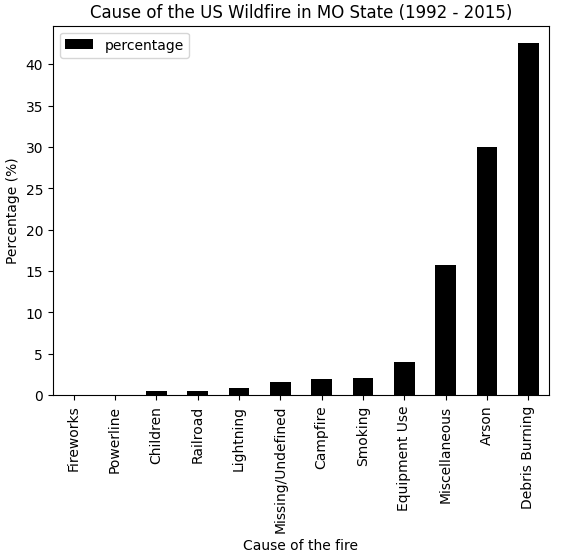 Cause of the US Wildfire in MO State (1992 - 2015)
percentage
Percentage (%)
40
35
30
25
20
15
10
5
0
Fireworks
Powerline
Children
Railroad
Lightning
Missing/Undefined
Campfire
Smoking
Equipment Use
Miscellaneous
Arson
Debris Burning
Cause of the fire